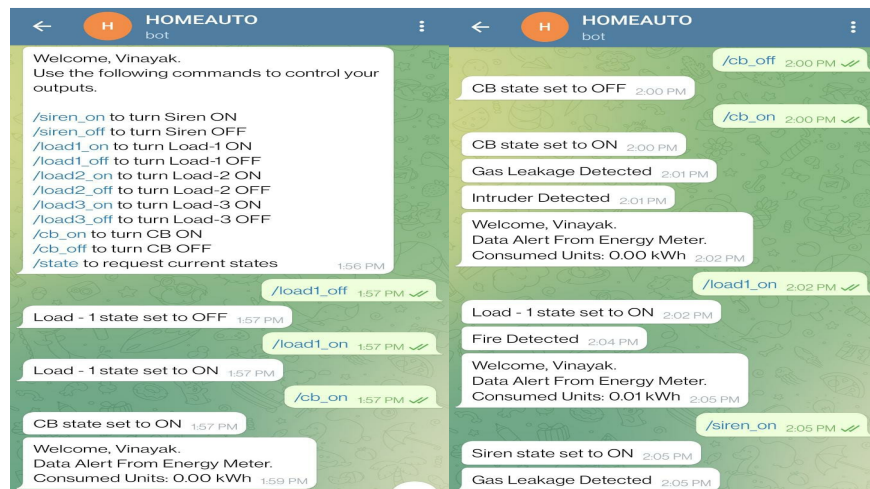 HOMEAUTO
H
bot
Welcome, Vinayak.
Use the following commands to control your
outputs.
/siren_on to turn Siren ON
/siren_off to turn Siren OFF
/load1_on to turn Load-1 ON
/load1_off to turn Load-1 OFF
/load2_on to turn Load-2 ON
/load2_off to turn Load-2 OFF
/load3_on to turn Load-3 ON
/load3_off to turn Load-3 OFF
/cb_on to turn CB ON
/cb_off to turn CB OFF
/state to request current states 1:56 PM
/load1_off 1:57 PM
Load - 1 state set to OFF 1:57 PM
/load1_on 1:57 PM
Load - 1 state set to ON 1:57 PM
/cb_on 1:57 PM
CB state set to ON 1:57 PM
Welcome, Vinayak.
Data Alert From Energy Meter.
Consumed Units: 0.00 kWh 1:59 PM
HOMEAUTO
H
bot
/cb_off 2:00 PM
CB state set to OFF 2:00 PM
/cb_on 2:00 PM
CB state set to ON 2:00 PM
Gas Leakage Detected 2:01 PM
Intruder Detected 2:01 PM
Welcome, Vinayak.
Data Alert From Energy Meter.
Consumed Units: 0.00 kWh 2:02 PM
/load1_on 2:02 PM
Load - 1 state set to ON 2:02 PM
Fire Detected 2:04 PM
Welcome, Vinayak.
Data Alert From Energy Meter.
Consumed Units: 0.01 kWh 2:05 PM
/siren_on 2:05 PM
Siren state set to ON 2:05 PM
Gas Leakage Detected 2:05 PM